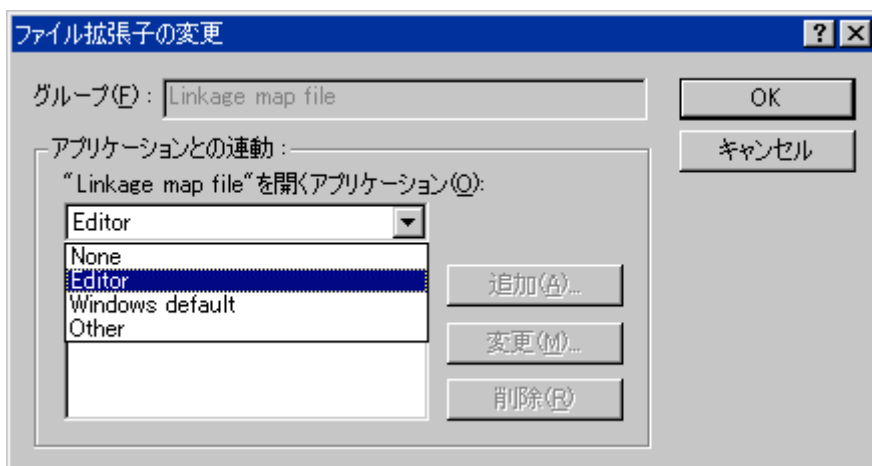 ファイル拡張子の変更
グループ(F) : Linkage map file
OK
キャンセル
アプリケーションとの連動 :
“Linkage map file“を開くアプリケーション(O):
Editor
None
Editor
Windows default
Other
追加(A)...
変更(M)...
削除(R)